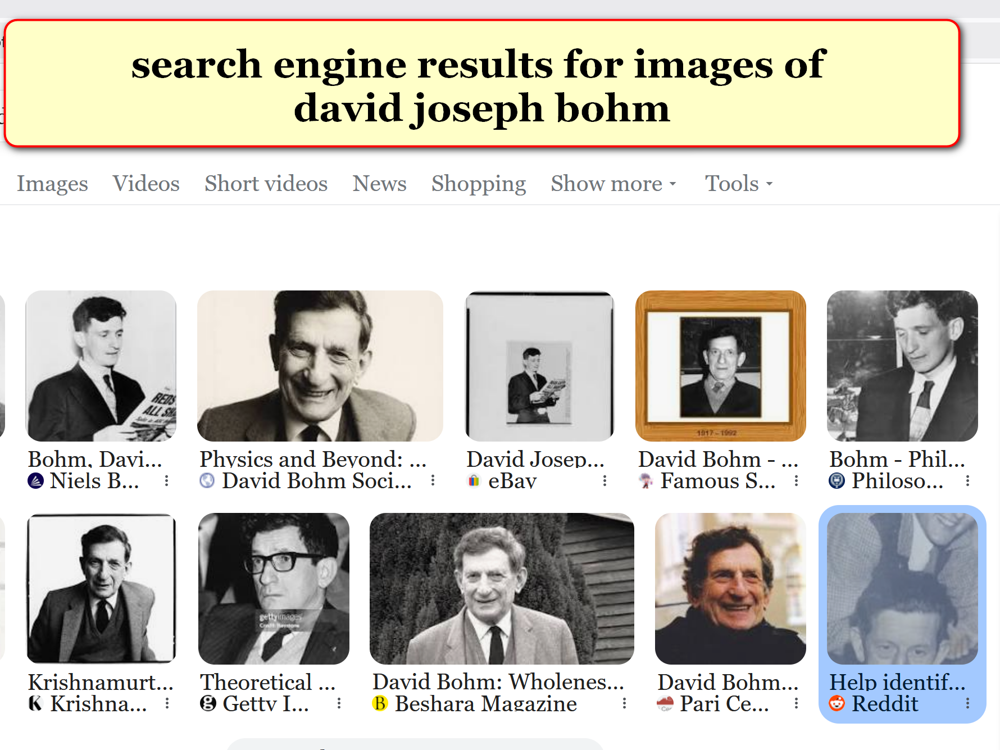 search engine results for images of
david joseph bohm
Images Videos Short videos News Shopping Show more Tools
REDS
1917 - 1992
Bohm, Davi... Physics and Beyond: ... David Josep... David Bohm - ... Bohm - Phil...
Niels B... David Bohm Soci... eBay Famous S... Philoso...
gettyimages
Credit: Keystone
Krishnamurt... Theoretical ... David Bohm: Wholenes... David Bohm... Help identif...
Krishna... Getty I... Beshara Magazine Pari Ce... Reddit